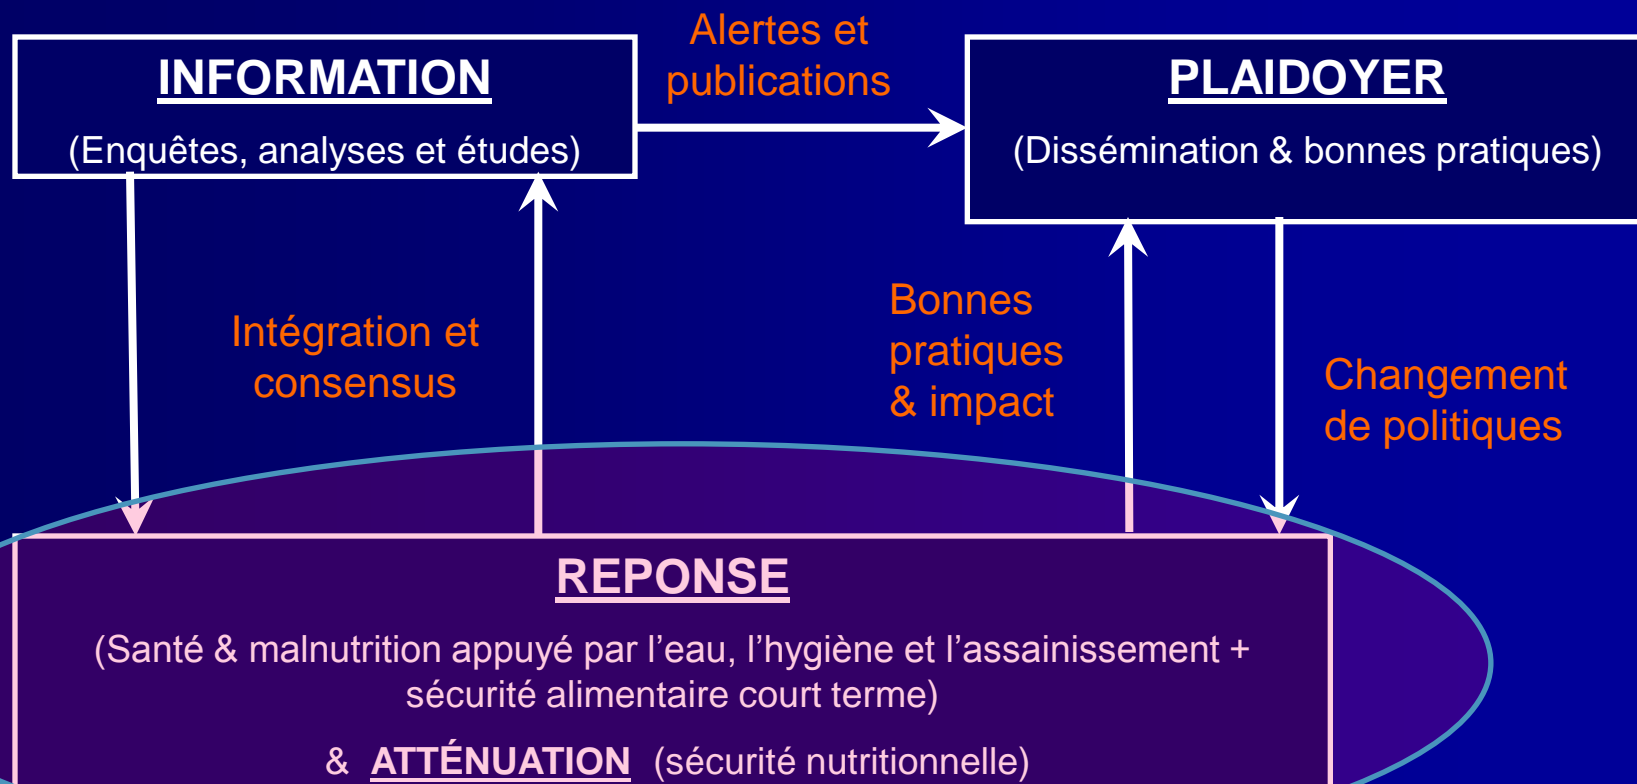 INFORMATION
(Enquêtes, analyses et études)
Alertes et
publications
PLAIDOYER
(Dissémination & bonnes pratiques)
Intégration et
consensus
Bonnes
pratiques
& impact
Changement
de politiques
REPONSE
(Santé & malnutrition appuyé par l’eau, l’hygiène et l’assainissement +
sécurité alimentaire court terme)
& ATTÉNUATION (sécurité nutritionnelle)